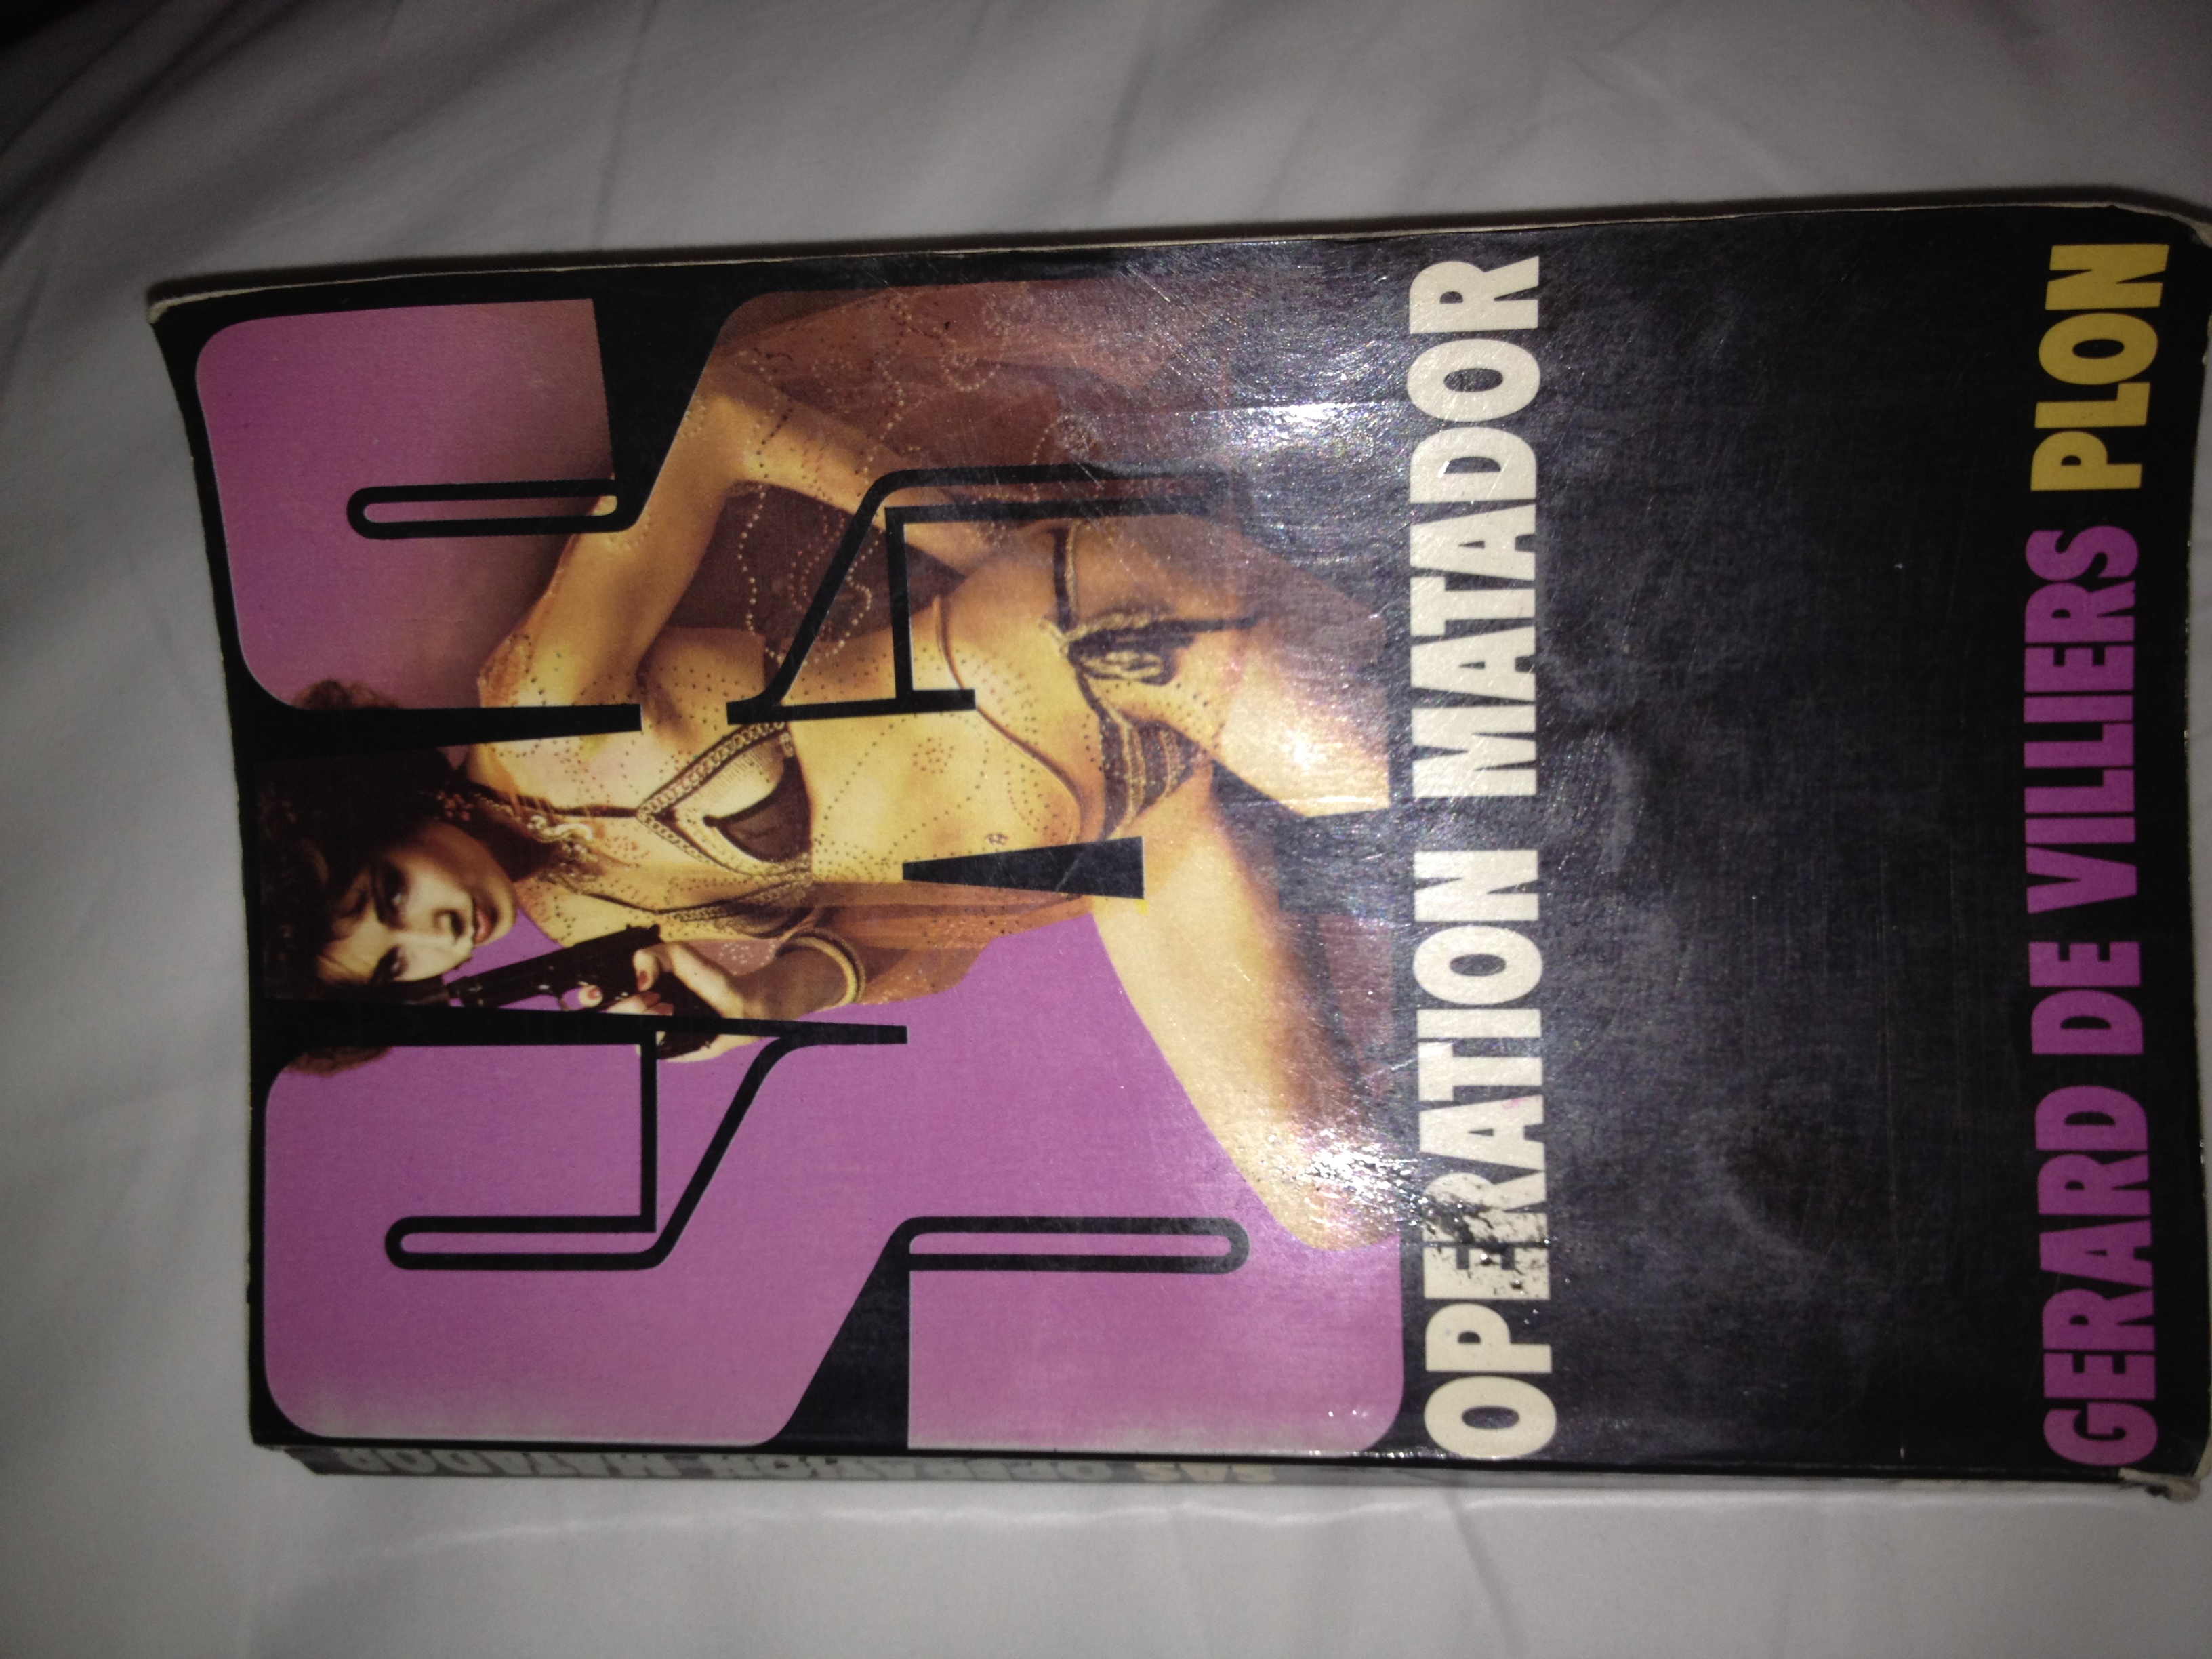 SAS
OPERATION MATADOR
GERARD DE VILLIERS PLON
SAS OPERATION MATADOR